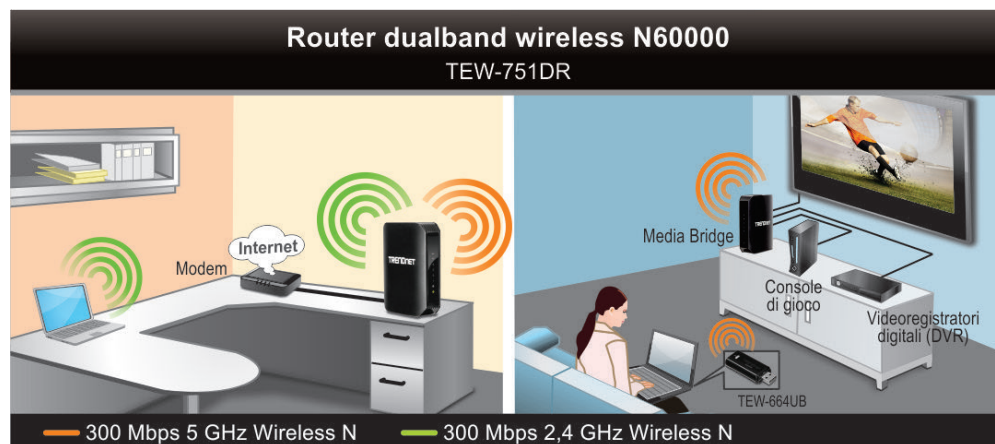 Router dualband wireless N60000
TEW-751DR
Internet
Modem
TRENDNET
Media Bridge
Console
di gioco
Videoregistratori
digitali (DVR)
TEW-664UB
300 Mbps 5 GHz Wireless N
300 Mbps 2,4 GHz Wireless N